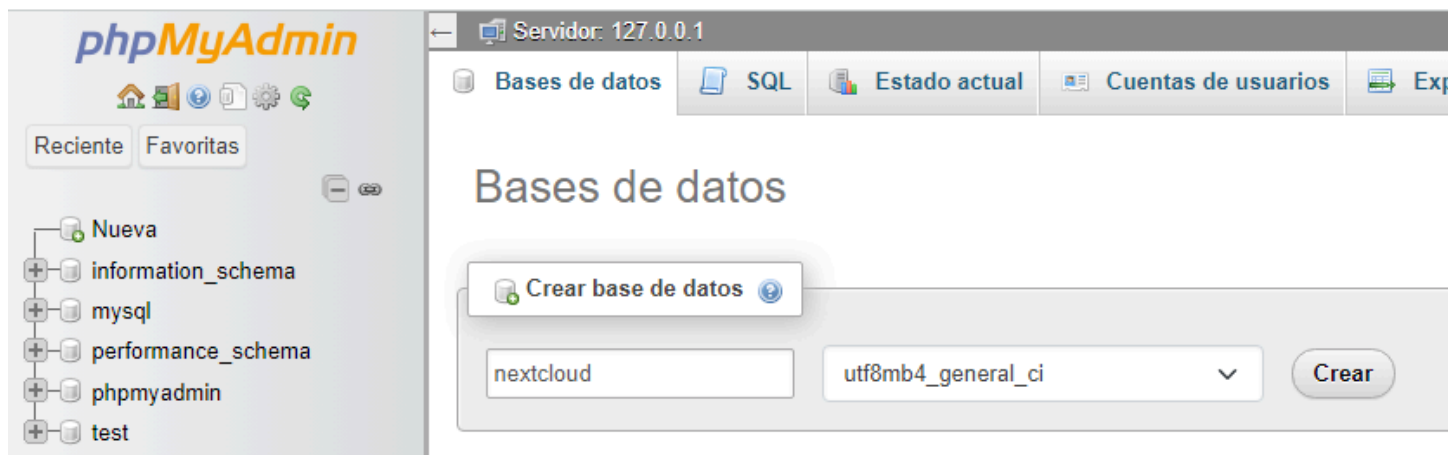 phpMyAdmin
Reciente Favoritas
Nueva
information_schema
mysql
performance_schema
phpmyadmin
test
Servidor: 127.0.0.1
Bases de datos SQL Estado actual Cuentas de usuarios Exp
Bases de datos
Crear base de datos
nextcloud utf8mb4_general_ci Crear